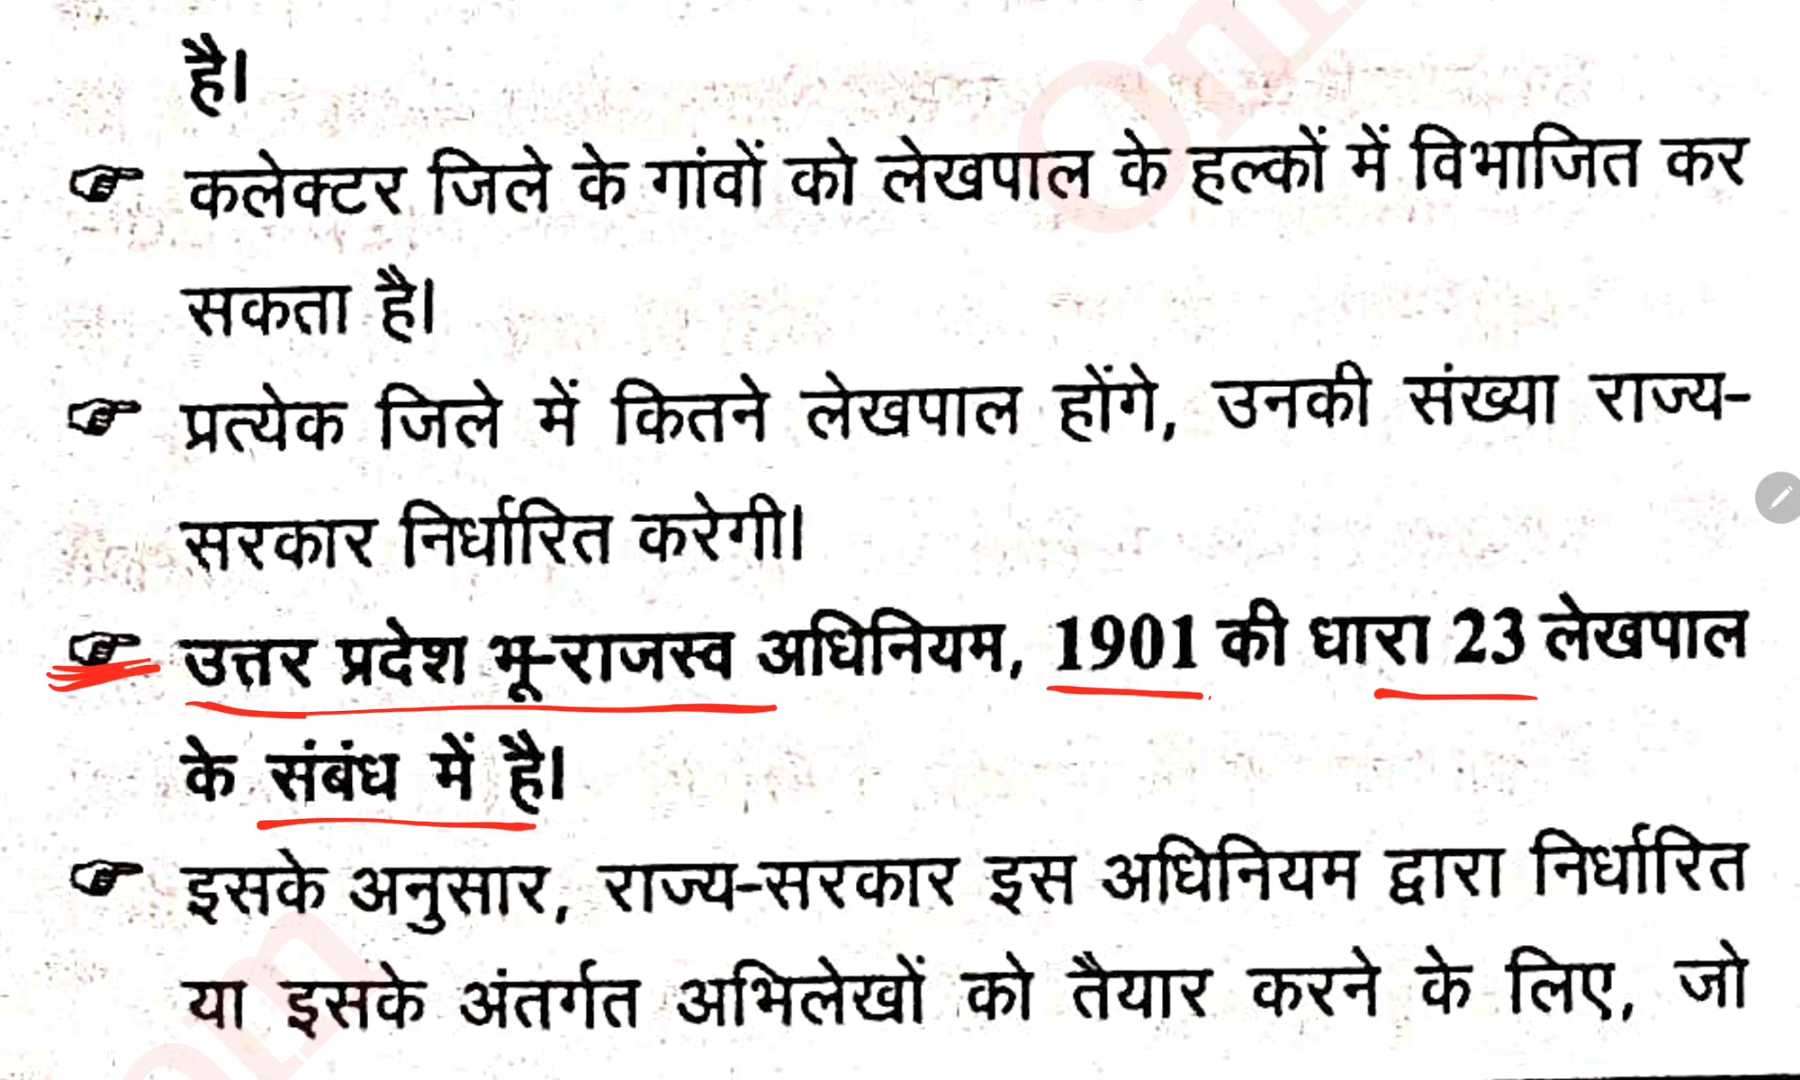 है।
☞ कलेक्टर जिले के गांवों को लेखपाल के हल्कों में विभाजित कर
सकता है।
☞ प्रत्येक जिले में कितने लेखपाल होंगे, उनकी संख्या राज्य-
सरकार निर्धारित करेगी।
☞ उत्तर प्रदेश भू-राजस्व अधिनियम, 1901 की धारा 23 लेखपाल
के संबंध में है।
☞ इसके अनुसार, राज्य-सरकार इस अधिनियम द्वारा निर्धारित
या इसके अंतर्गत अभिलेखों को तैयार करने के लिए, जो